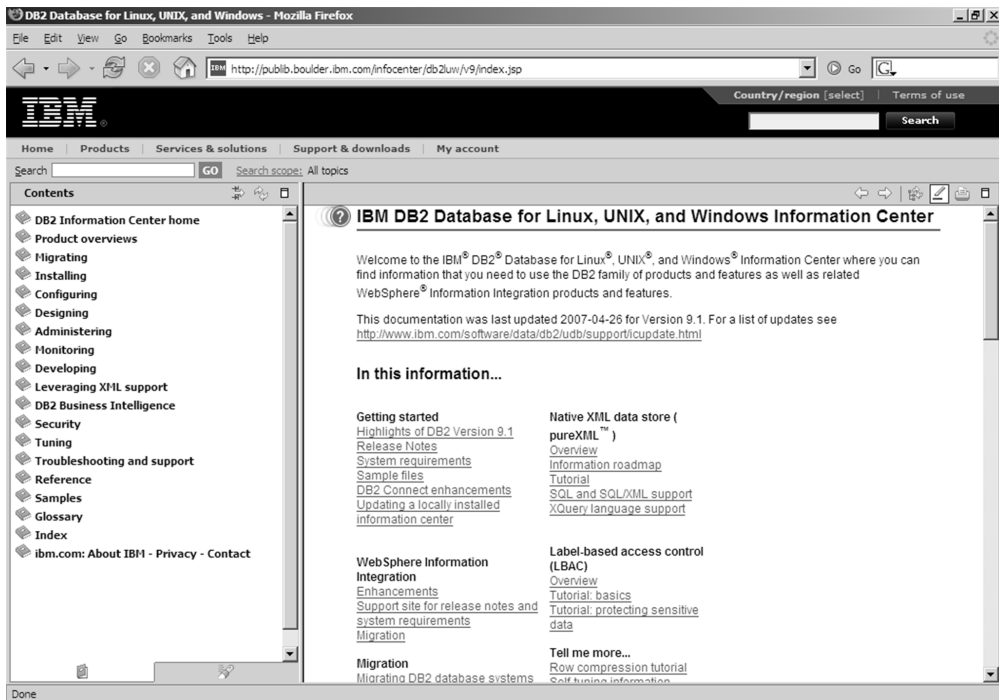 DB2 Database for Linux, UNIX, and Windows - Mozilla Firefox
File Edit View Go Bookmarks Tools Help
IBM http://publib.boulder.ibm.com/infocenter/db2luw/v9/index.jsp Go G
Country/region [select] | Terms of use
IBM®
Search
Home | Products | Services & solutions | Support & downloads | My account
Search GO Search scope: All topics
Contents
DB2 Information Center home
Product overviews
Migrating
Installing
Configuring
Designing
Administering
Monitoring
Developing
Leveraging XML support
DB2 Business Intelligence
Security
Tuning
Troubleshooting and support
Reference
Samples
Glossary
Index
ibm.com: About IBM - Privacy - Contact
IBM DB2 Database for Linux, UNIX, and Windows Information Center
Welcome to the IBM® DB2® Database for Linux®, UNIX®, and Windows® Information Center where you can
find information that you need to use the DB2 family of products and features as well as related
WebSphere® Information Integration products and features.
This documentation was last updated 2007-04-26 for Version 9.1. For a list of updates see
http://www.ibm.com/software/data/db2/udb/support/icupdate.html
In this information...
Getting started
Highlights of DB2 Version 9.1
Release Notes
System requirements
Sample files
DB2 Connect enhancements
Updating a locally installed
information center
WebSphere Information
Integration
Enhancements
Support site for release notes and
system requirements
Migration
Migration
Migrating DB2 database systems
Native XML data store (
pureXML™ )
Overview
Information roadmap
Tutorial
SQL and SQL/XML support
XQuery language support
Label-based access control
(LBAC)
Overview
Tutorial: basics
Tutorial: protecting sensitive
data
Tell me more...
Row compression tutorial
Self tuning information
Done